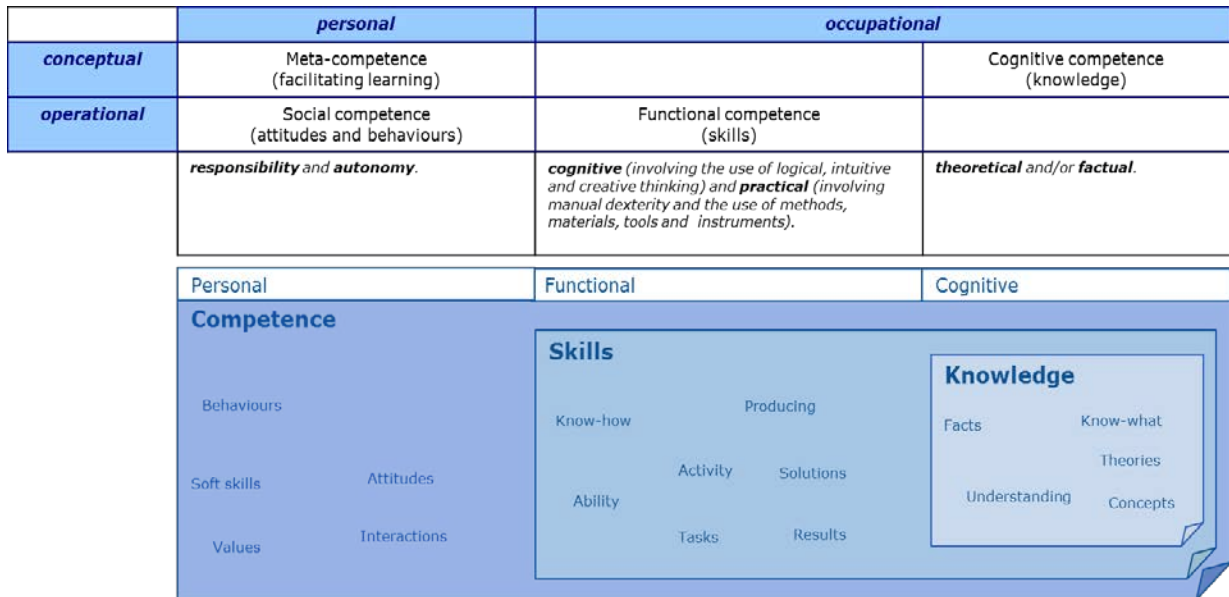 personal
occupational
conceptual
Meta-competence
(facilitating learning)
Cognitive competence
(knowledge)
operational
Social competence
(attitudes and behaviours)
Functional competence
(skills)
responsibility and autonomy.
cognitive (involving the use of logical, intuitive
and creative thinking) and practical (involving
manual dexterity and the use of methods,
materials, tools and instruments).
theoretical and/or factual.
Personal
Functional
Cognitive
Competence
Skills
Knowledge
Behaviours
Soft skills
Attitudes
Values
Interactions
Know-how
Producing
Activity
Solutions
Ability
Tasks
Results
Facts
Know-what
Theories
Understanding
Concepts